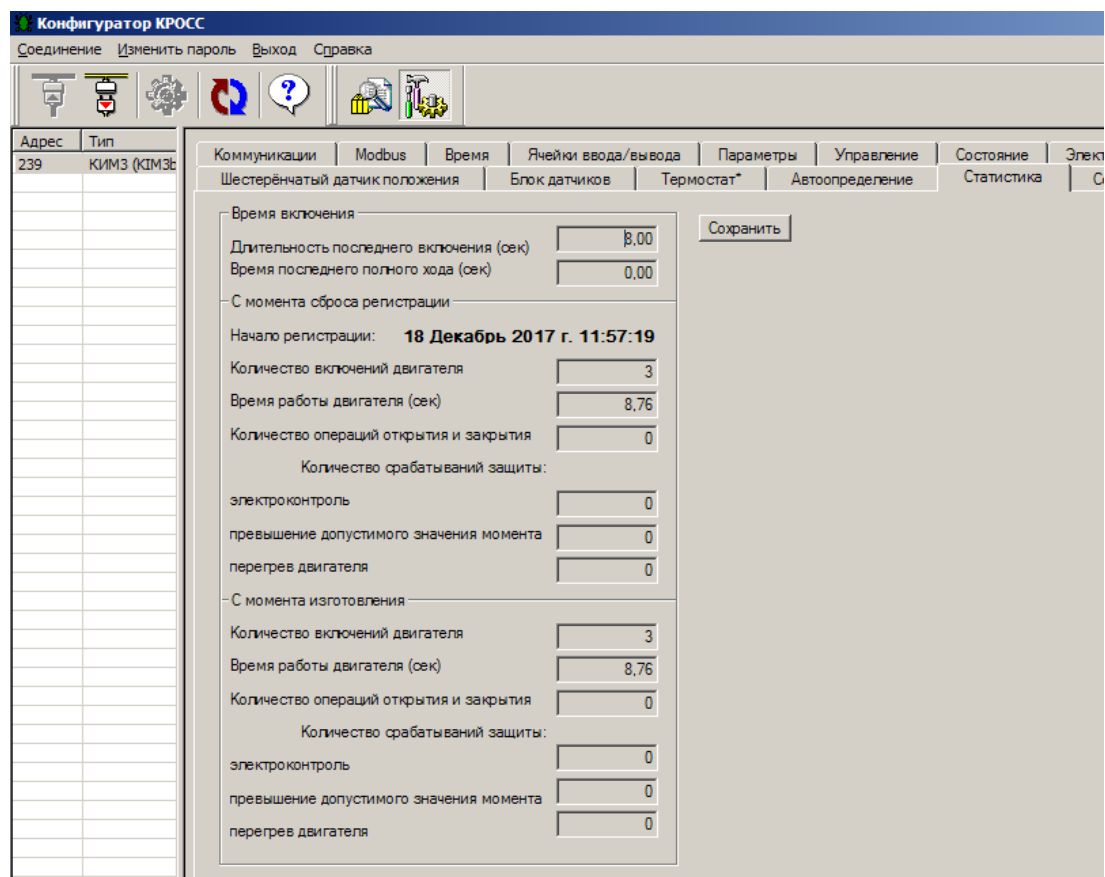 Конфигуратор КРОСС
Соединение Изменить пароль Выход Справка
Адрес Тип
239 КИМ3 (KIM3b
Коммуникации Modbus Время Ячейки ввода/вывода Параметры Управление Состояние Элект
Шестерёнчатый датчик положения Блок датчиков Термостат* Автоопределение Статистика С
Время включения
Длительность последнего включения (сек) 8,00 Сохранить
Время последнего полного хода (сек) 0,00
С момента сброса регистрации
Начало регистрации: 18 Декабрь 2017 г. 11:57:19
Количество включений двигателя 3
Время работы двигателя (сек) 8,76
Количество операций открытия и закрытия 0
Количество срабатываний защиты:
электроконтроль 0
превышение допустимого значения момента 0
перегрев двигателя 0
С момента изготовления
Количество включений двигателя 3
Время работы двигателя (сек) 8,76
Количество операций открытия и закрытия 0
Количество срабатываний защиты:
электроконтроль 0
превышение допустимого значения момента 0
перегрев двигателя 0